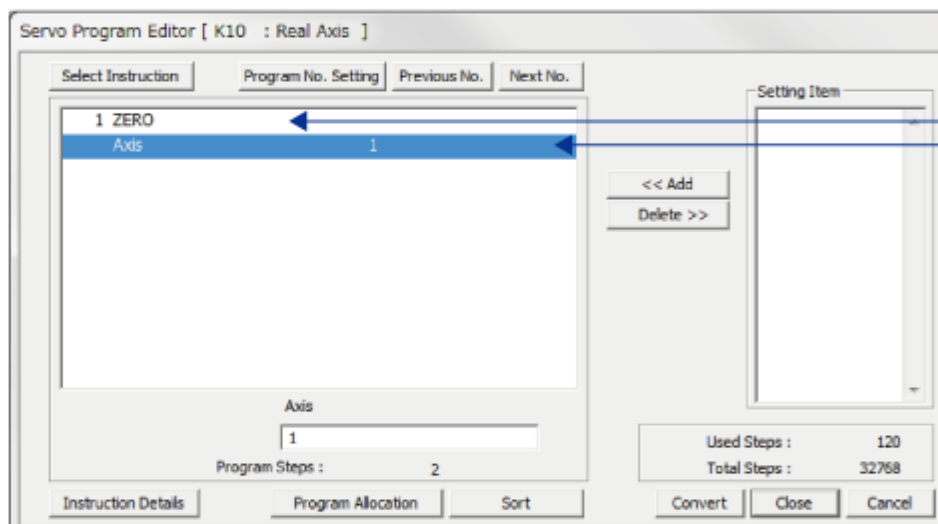 Servo Program Editor [ K10 : Real Axis ]
Select Instruction Program No. Setting Previous No. Next No.
Setting Item
1 ZERO
Axis 1
<< Add
Delete >>
Axis
1
Program Steps : 2
Used Steps : 120
Total Steps : 32768
Instruction Details Program Allocation Sort Convert Close Cancel